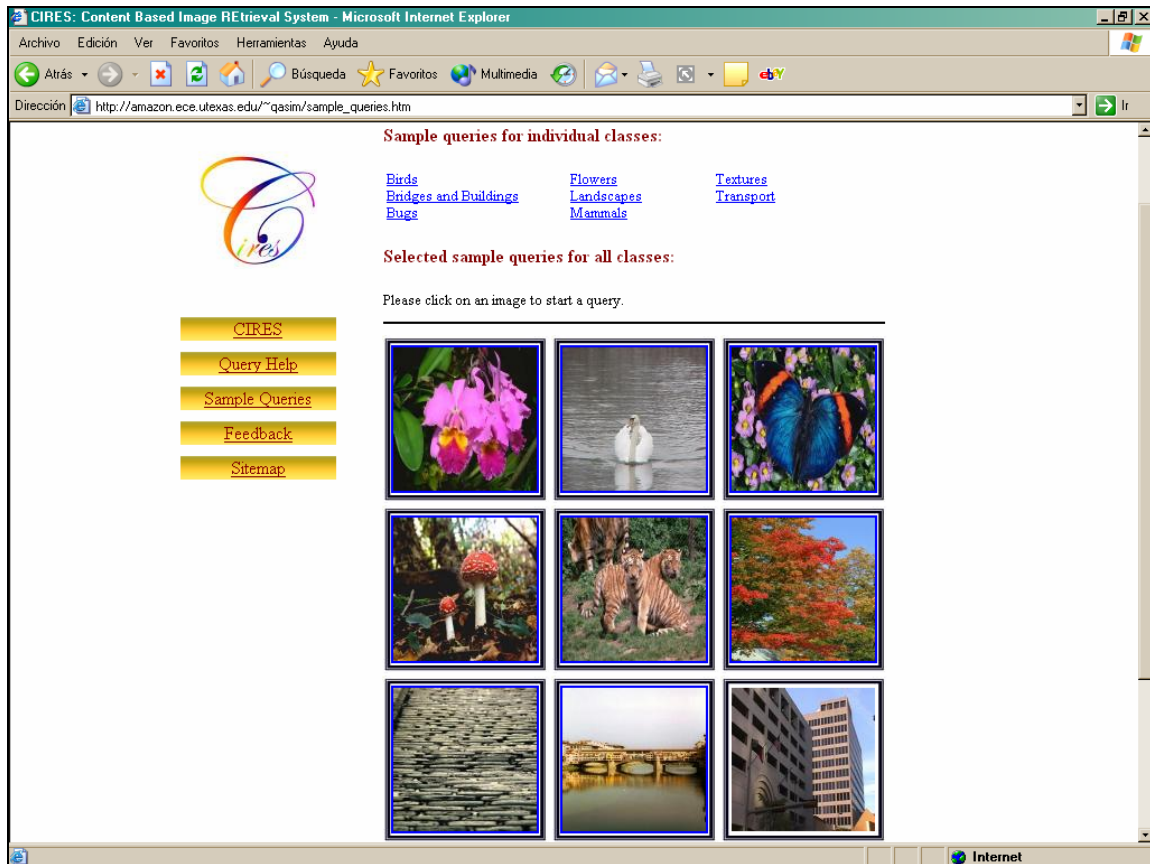 CIRES: Content Based Image REtrieval System - Microsoft Internet Explorer
Archivo Edición Ver Favoritos Herramientas Ayuda
Atrás Búsqueda Favoritos Multimedia ebY
Dirección http://amazon.ece.utexas.edu/~qasim/sample_queries.htm Ir
Sample queries for individual classes:
Birds Flowers Textures
Bridges and Buildings Landscapes Transport
Bugs Mammals
Cires
Selected sample queries for all classes:
Please click on an image to start a query.
CIRES
Query Help
Sample Queries
Feedback
Sitemap
Internet